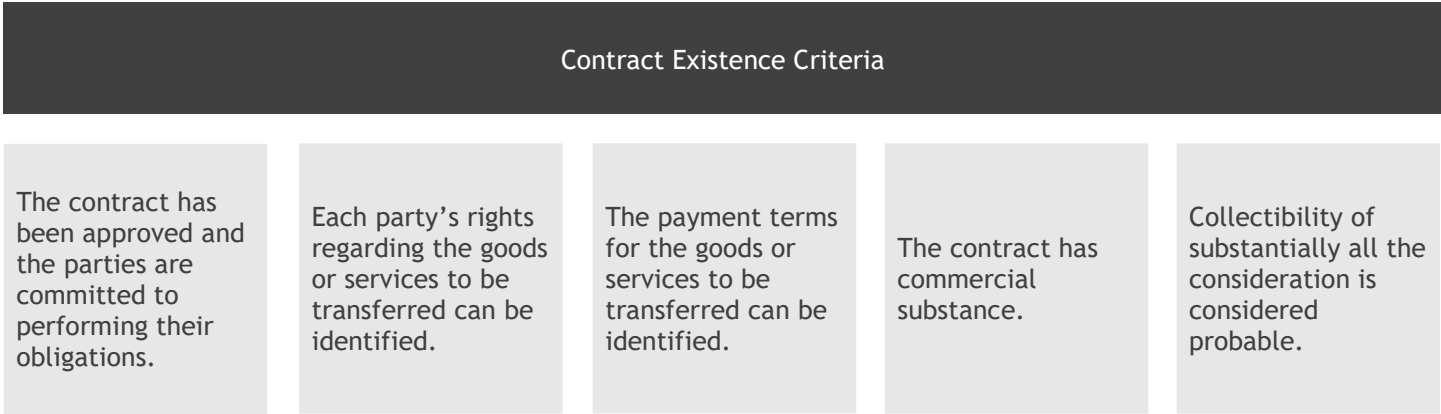 Contract Existence Criteria
The contract has
been approved and
the parties are
committed to
performing their
obligations.
Each party’s rights
regarding the goods
or services to be
transferred can be
identified.
The payment terms
for the goods or
services to be
transferred can be
identified.
The contract has
commercial
substance.
Collectibility of
substantially all the
consideration is
considered
probable.